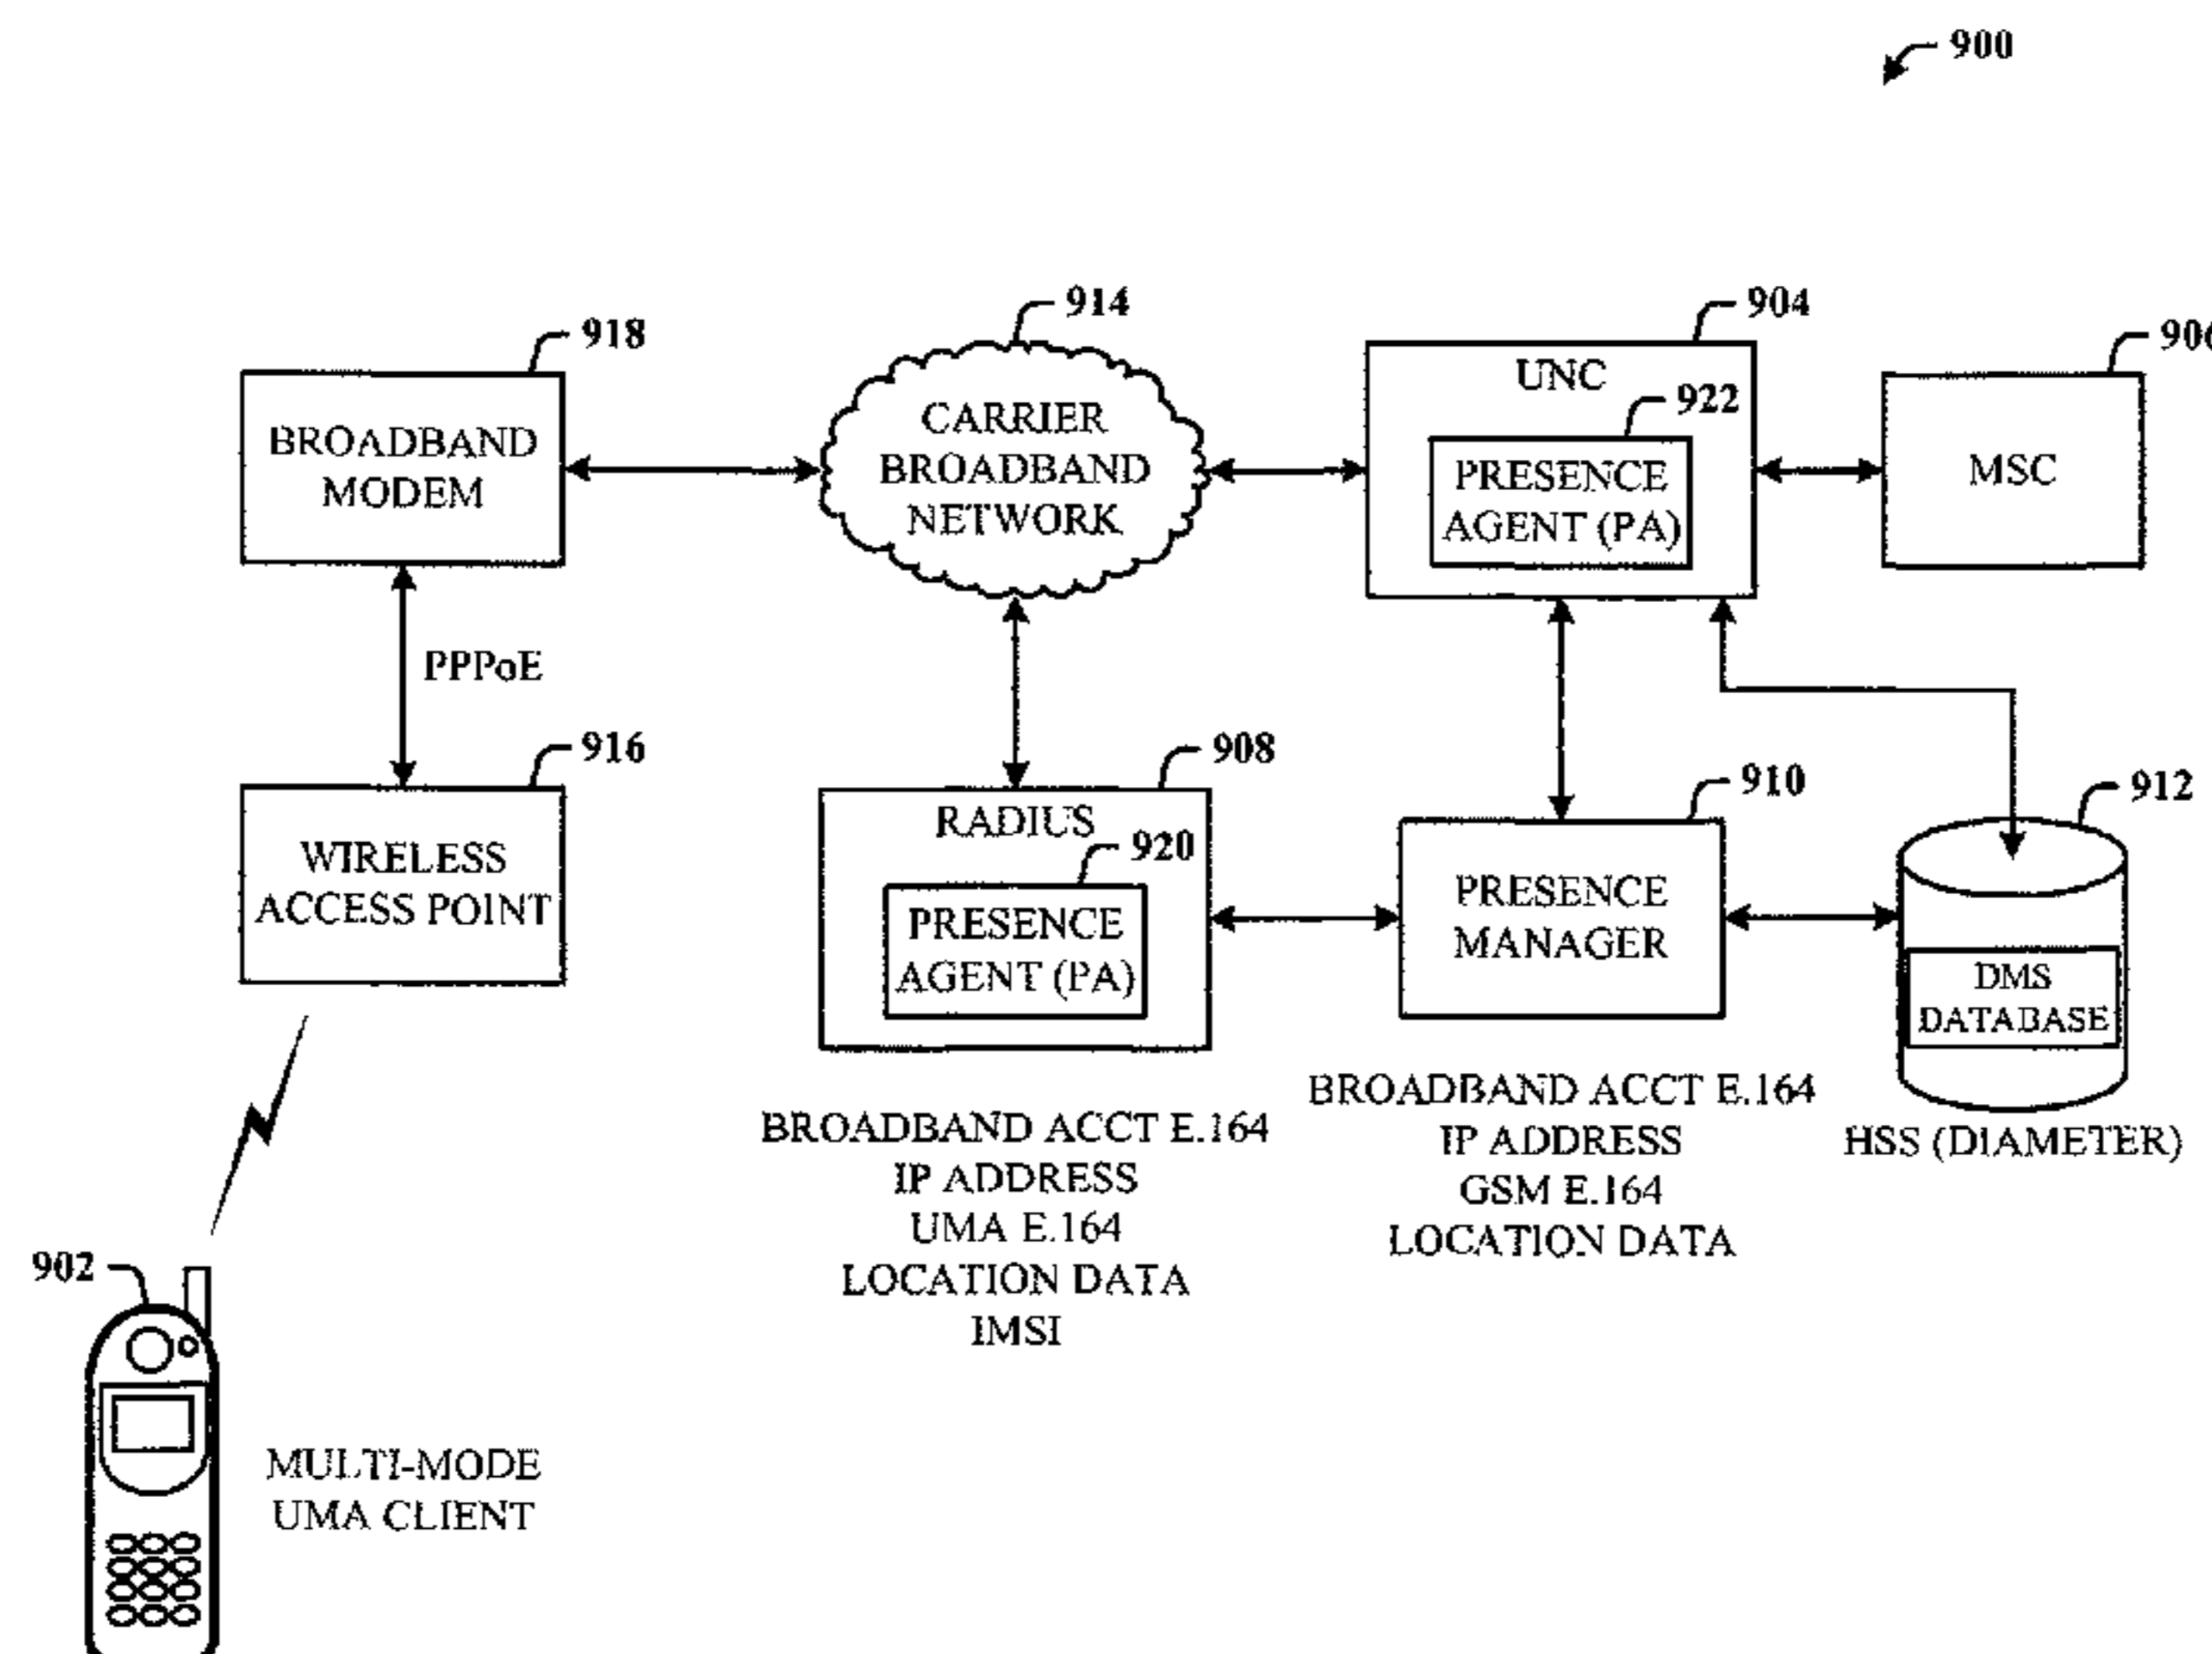 900
914
904
918
906
UNC
922
BROADBAND
MODEM
CARRIER
BROADBAND
NETWORK
PRESENCE
AGENT (PA)
MSC
PPPoE
916
908
910
912
WIRELESS
ACCESS POINT
RADIUS
920
PRESENCE
AGENT (PA)
PRESENCE
MANAGER
DMS
DATABASE
BROADBAND ACCT E.164
IP ADDRESS
UMA E.164
LOCATION DATA
IMSI
BROADBAND ACCT E.164
IP ADDRESS
GSM E.164
LOCATION DATA
HSS (DIAMETER)
902
MULTI-MODE
UMA CLIENT